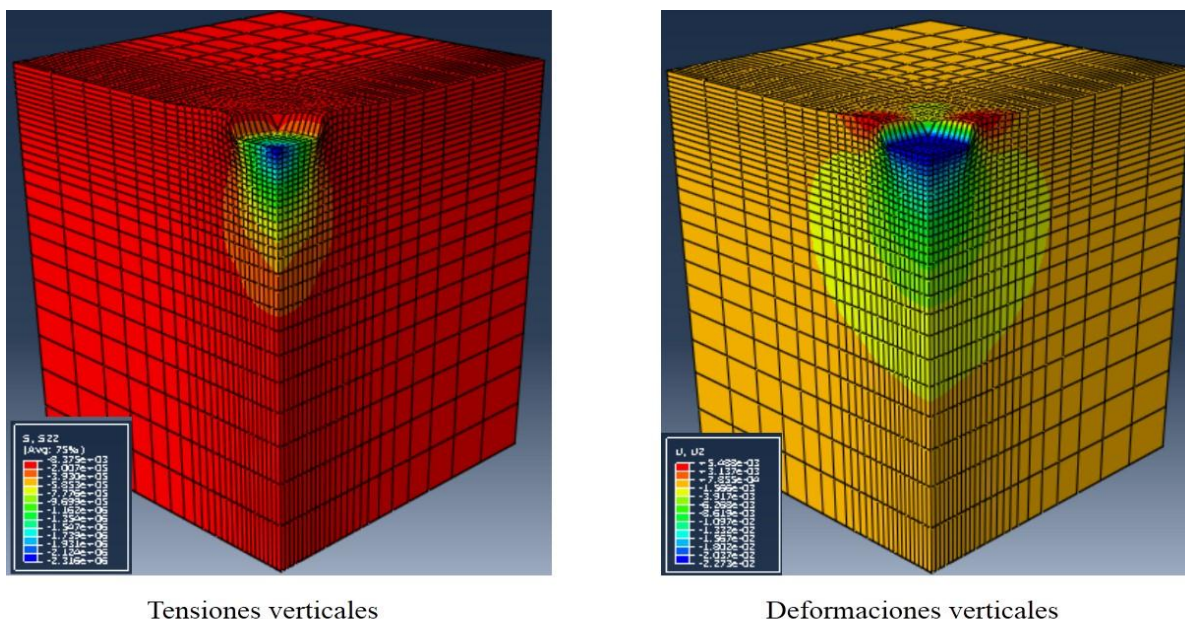 S, S22
(Avg: 75%)
-8.375e+03
-2.007e+05
-3.930e+05
-5.853e+05
-7.776e+05
-9.699e+05
-1.162e+06
-1.354e+06
-1.547e+06
-1.739e+06
-1.931e+06
-2.124e+06
-2.316e+06
U, U2
+5.488e-03
+3.137e-03
+7.855e-04
-1.566e-03
-3.917e-03
-6.268e-03
-8.619e-03
-1.097e-02
-1.332e-02
-1.567e-02
-1.802e-02
-2.037e-02
-2.273e-02
Tensiones verticales
Deformaciones verticales